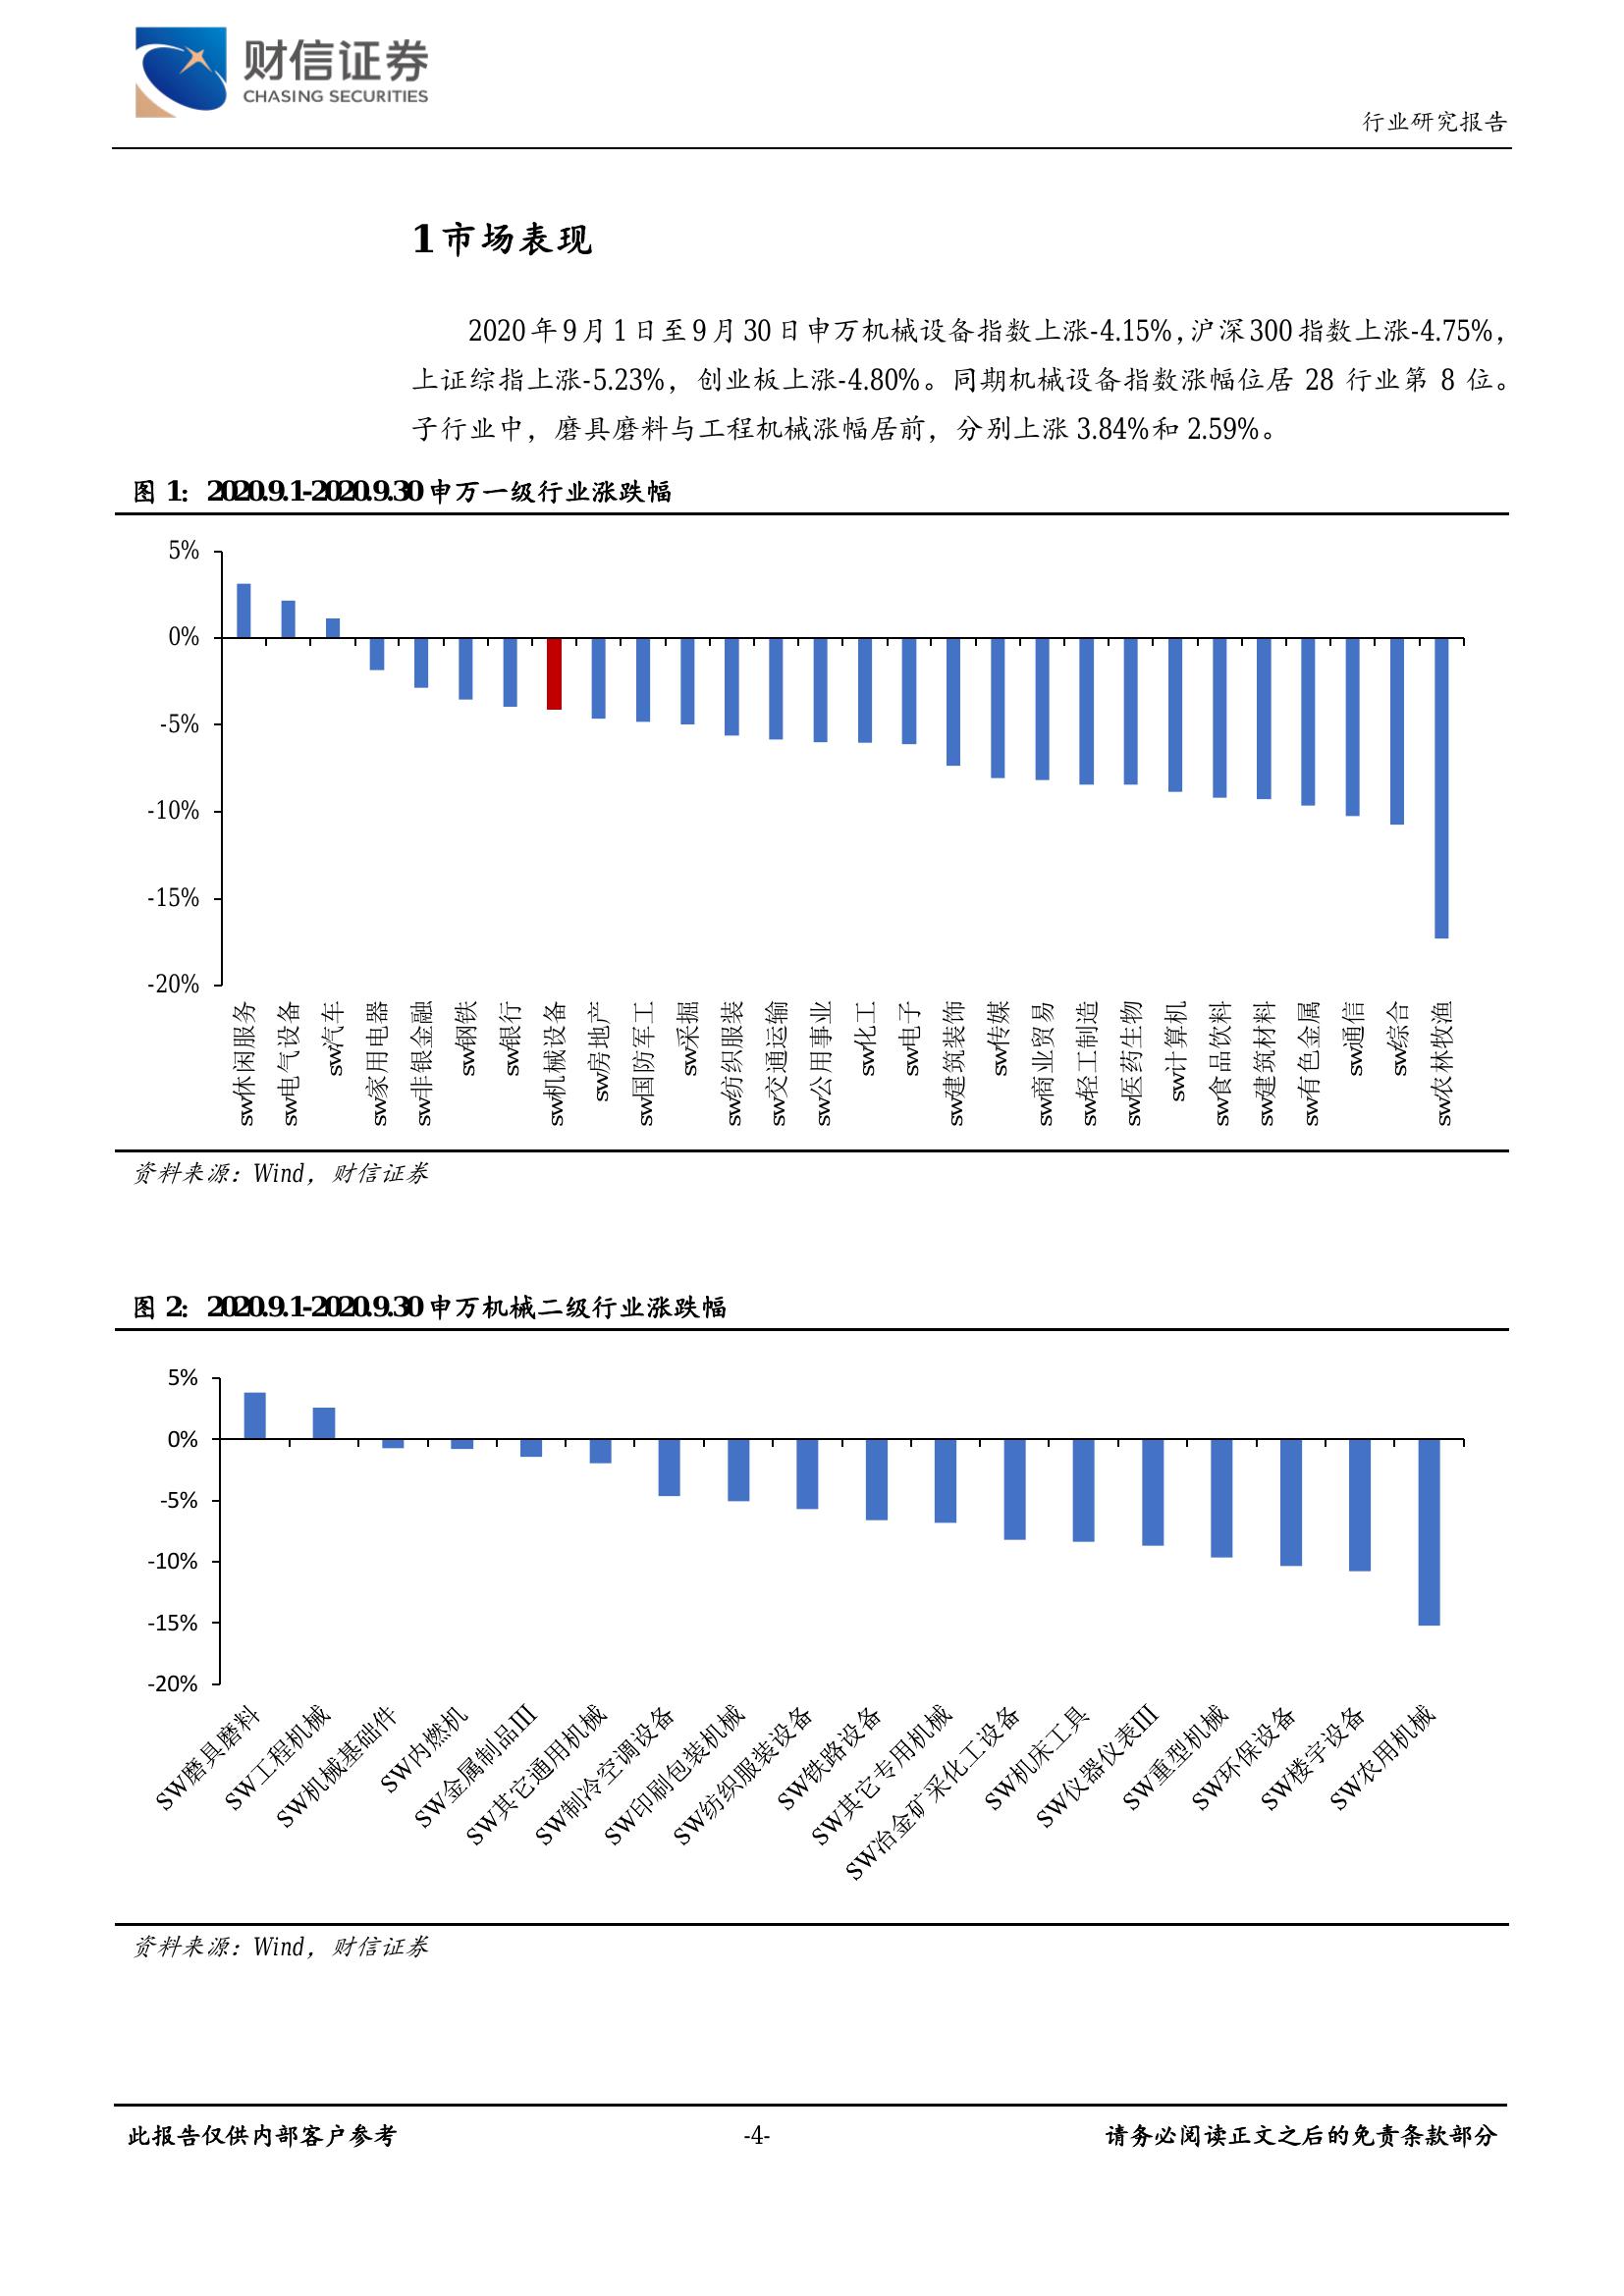 财信证券
CHASING SECURITIES
行业研究报告
1 市场表现
2020 年 9 月 1 日至 9 月 30 日申万机械设备指数上涨-4.15%，沪深 300 指数上涨-4.75%，
上证综指上涨-5.23%，创业板上涨-4.80%。同期机械设备指数涨幅位居 28 行业第 8 位。
子行业中，磨具磨料与工程机械涨幅居前，分别上涨 3.84%和 2.59%。
图 1：2020.9.1-2020.9.30 申万一级行业涨跌幅
5%
0%
-5%
-10%
-15%
-20%
sw休闲服务
sw电气设备
sw汽车
sw家用电器
sw非银金融
sw钢铁
sw银行
sw机械设备
sw房地产
sw国防军工
sw采掘
sw纺织服装
sw交通运输
sw公用事业
sw化工
sw电子
sw建筑装饰
sw传媒
sw商业贸易
sw轻工制造
sw医药生物
sw计算机
sw食品饮料
sw建筑材料
sw有色金属
sw通信
sw综合
sw农林牧渔
资料来源：Wind，财信证券
图 2：2020.9.1-2020.9.30 申万机械二级行业涨跌幅
5%
0%
-5%
-10%
-15%
-20%
SW磨具磨料
SW工程机械
SW机械基础件
SW内燃机
SW金属制品III
SW其它通用机械
SW制冷空调设备
SW印刷包装机械
SW纺织服装设备
SW铁路设备
SW其它专用机械
SW冶金矿采化工设备
SW机床工具
SW仪器仪表III
SW重型机械
SW环保设备
SW楼宇设备
SW农用机械
资料来源：Wind，财信证券
此报告仅供内部客户参考
-4-
请务必阅读正文之后的免责条款部分